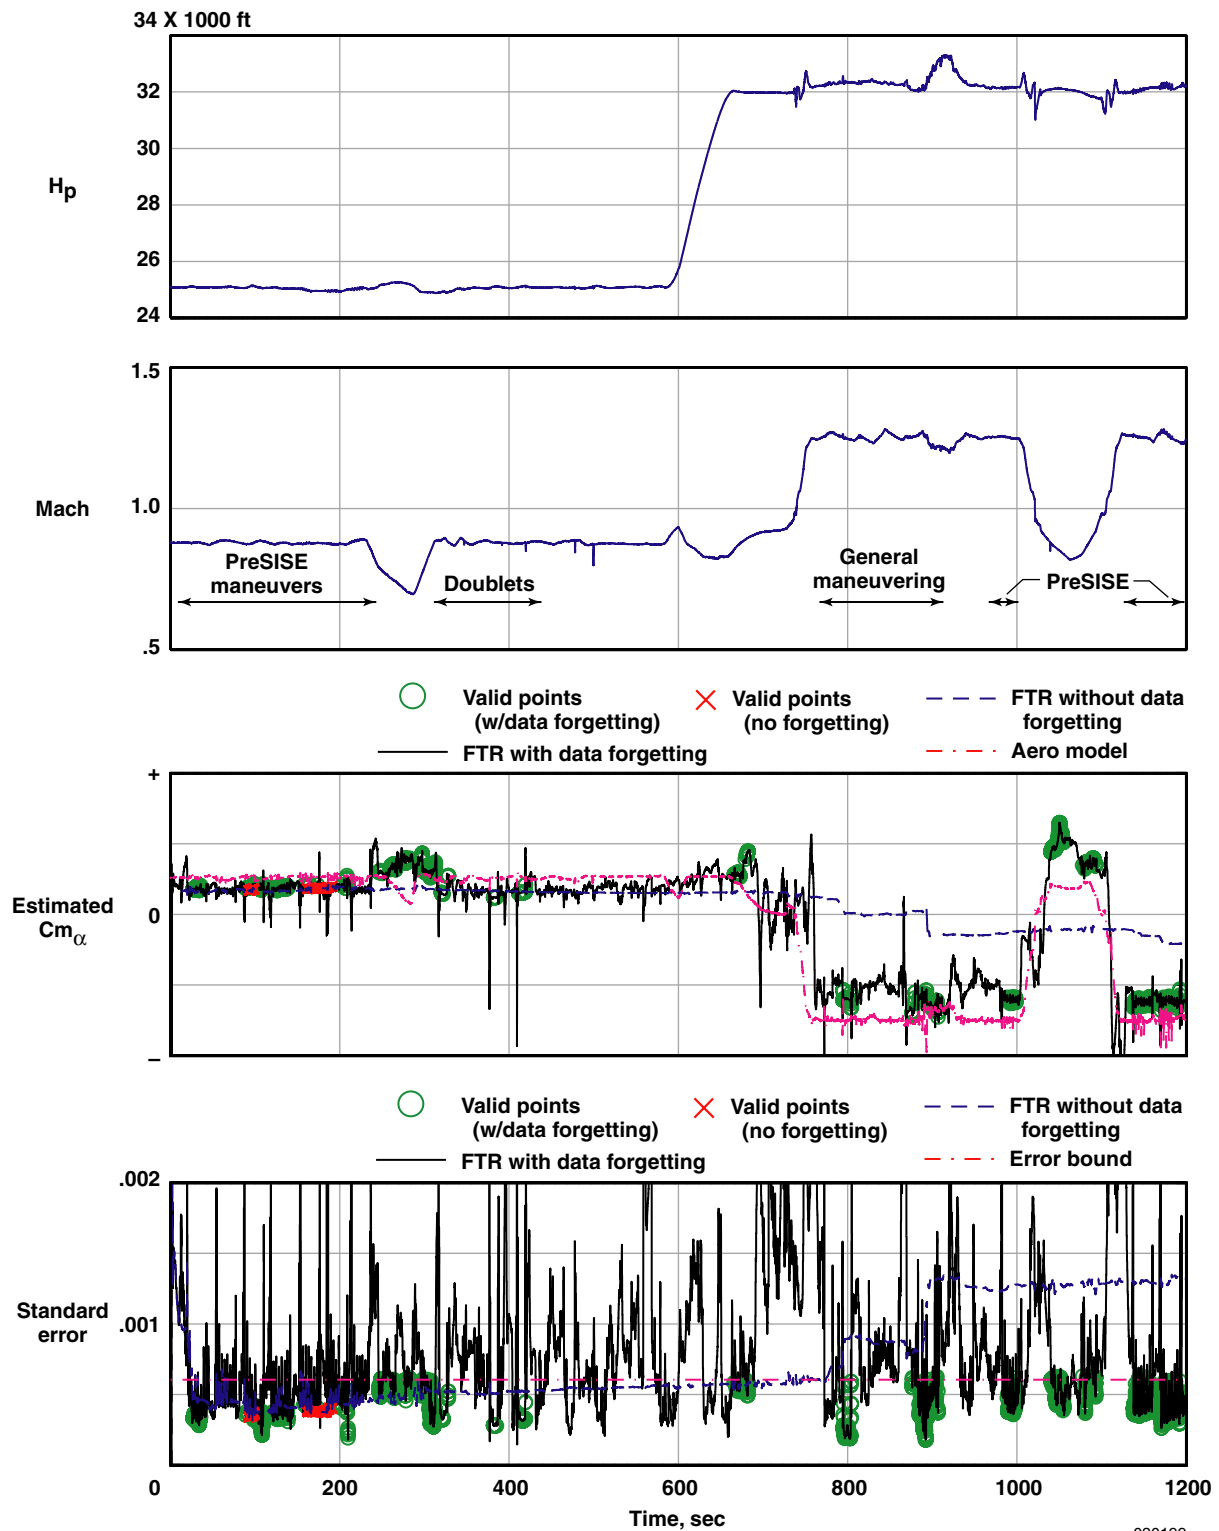 34 X 1000 ft
32
30
28
26
24
Hp
1.5
1.0
.5
Mach
PreSISE
maneuvers
Doublets
General
maneuvering
PreSISE
Valid points
(w/data forgetting)
Valid points
(no forgetting)
FTR without data
forgetting
FTR with data forgetting
Aero model
+
0
–
Estimated
Cmα
Valid points
(w/data forgetting)
Valid points
(no forgetting)
FTR without data
forgetting
FTR with data forgetting
Error bound
.002
.001
0
Standard
error
200
400
600
800
1000
1200
Time, sec